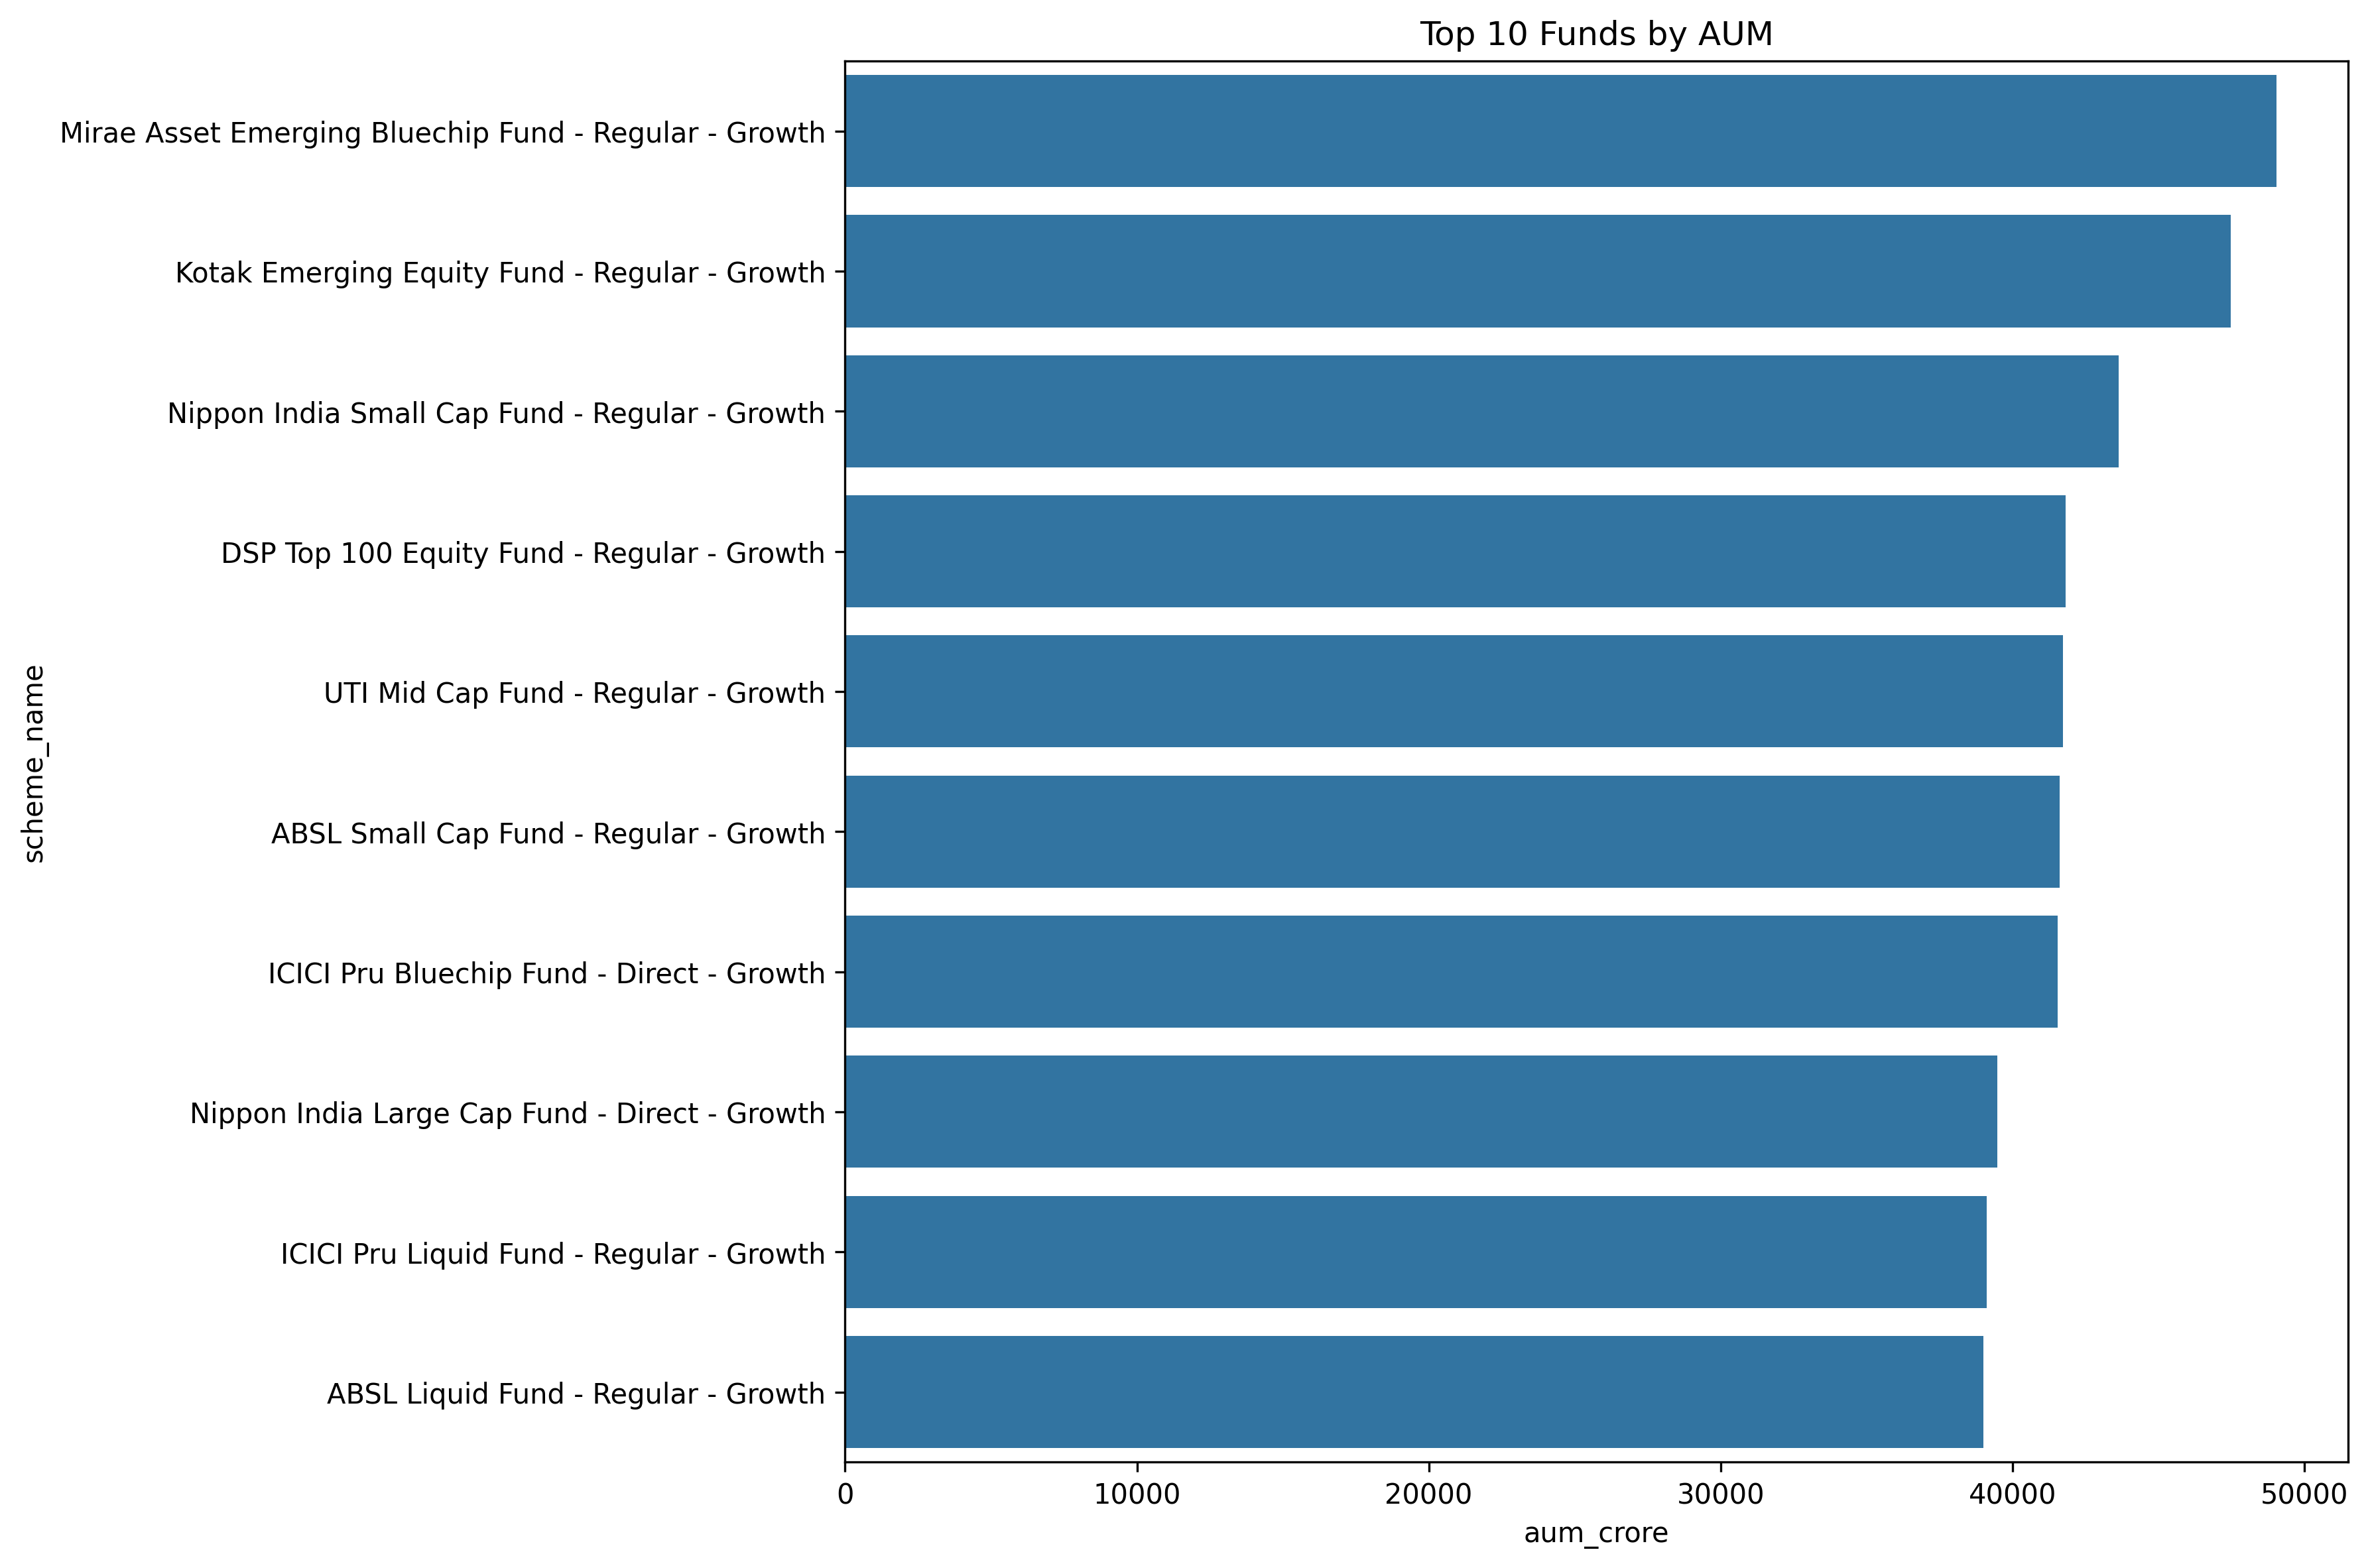 Top 10 Funds by AUM
scheme_name
Mirae Asset Emerging Bluechip Fund - Regular - Growth
Kotak Emerging Equity Fund - Regular - Growth
Nippon India Small Cap Fund - Regular - Growth
DSP Top 100 Equity Fund - Regular - Growth
UTI Mid Cap Fund - Regular - Growth
ABSL Small Cap Fund - Regular - Growth
ICICI Pru Bluechip Fund - Direct - Growth
Nippon India Large Cap Fund - Direct - Growth
ICICI Pru Liquid Fund - Regular - Growth
ABSL Liquid Fund - Regular - Growth
0 10000 20000 30000 40000 50000
aum_crore